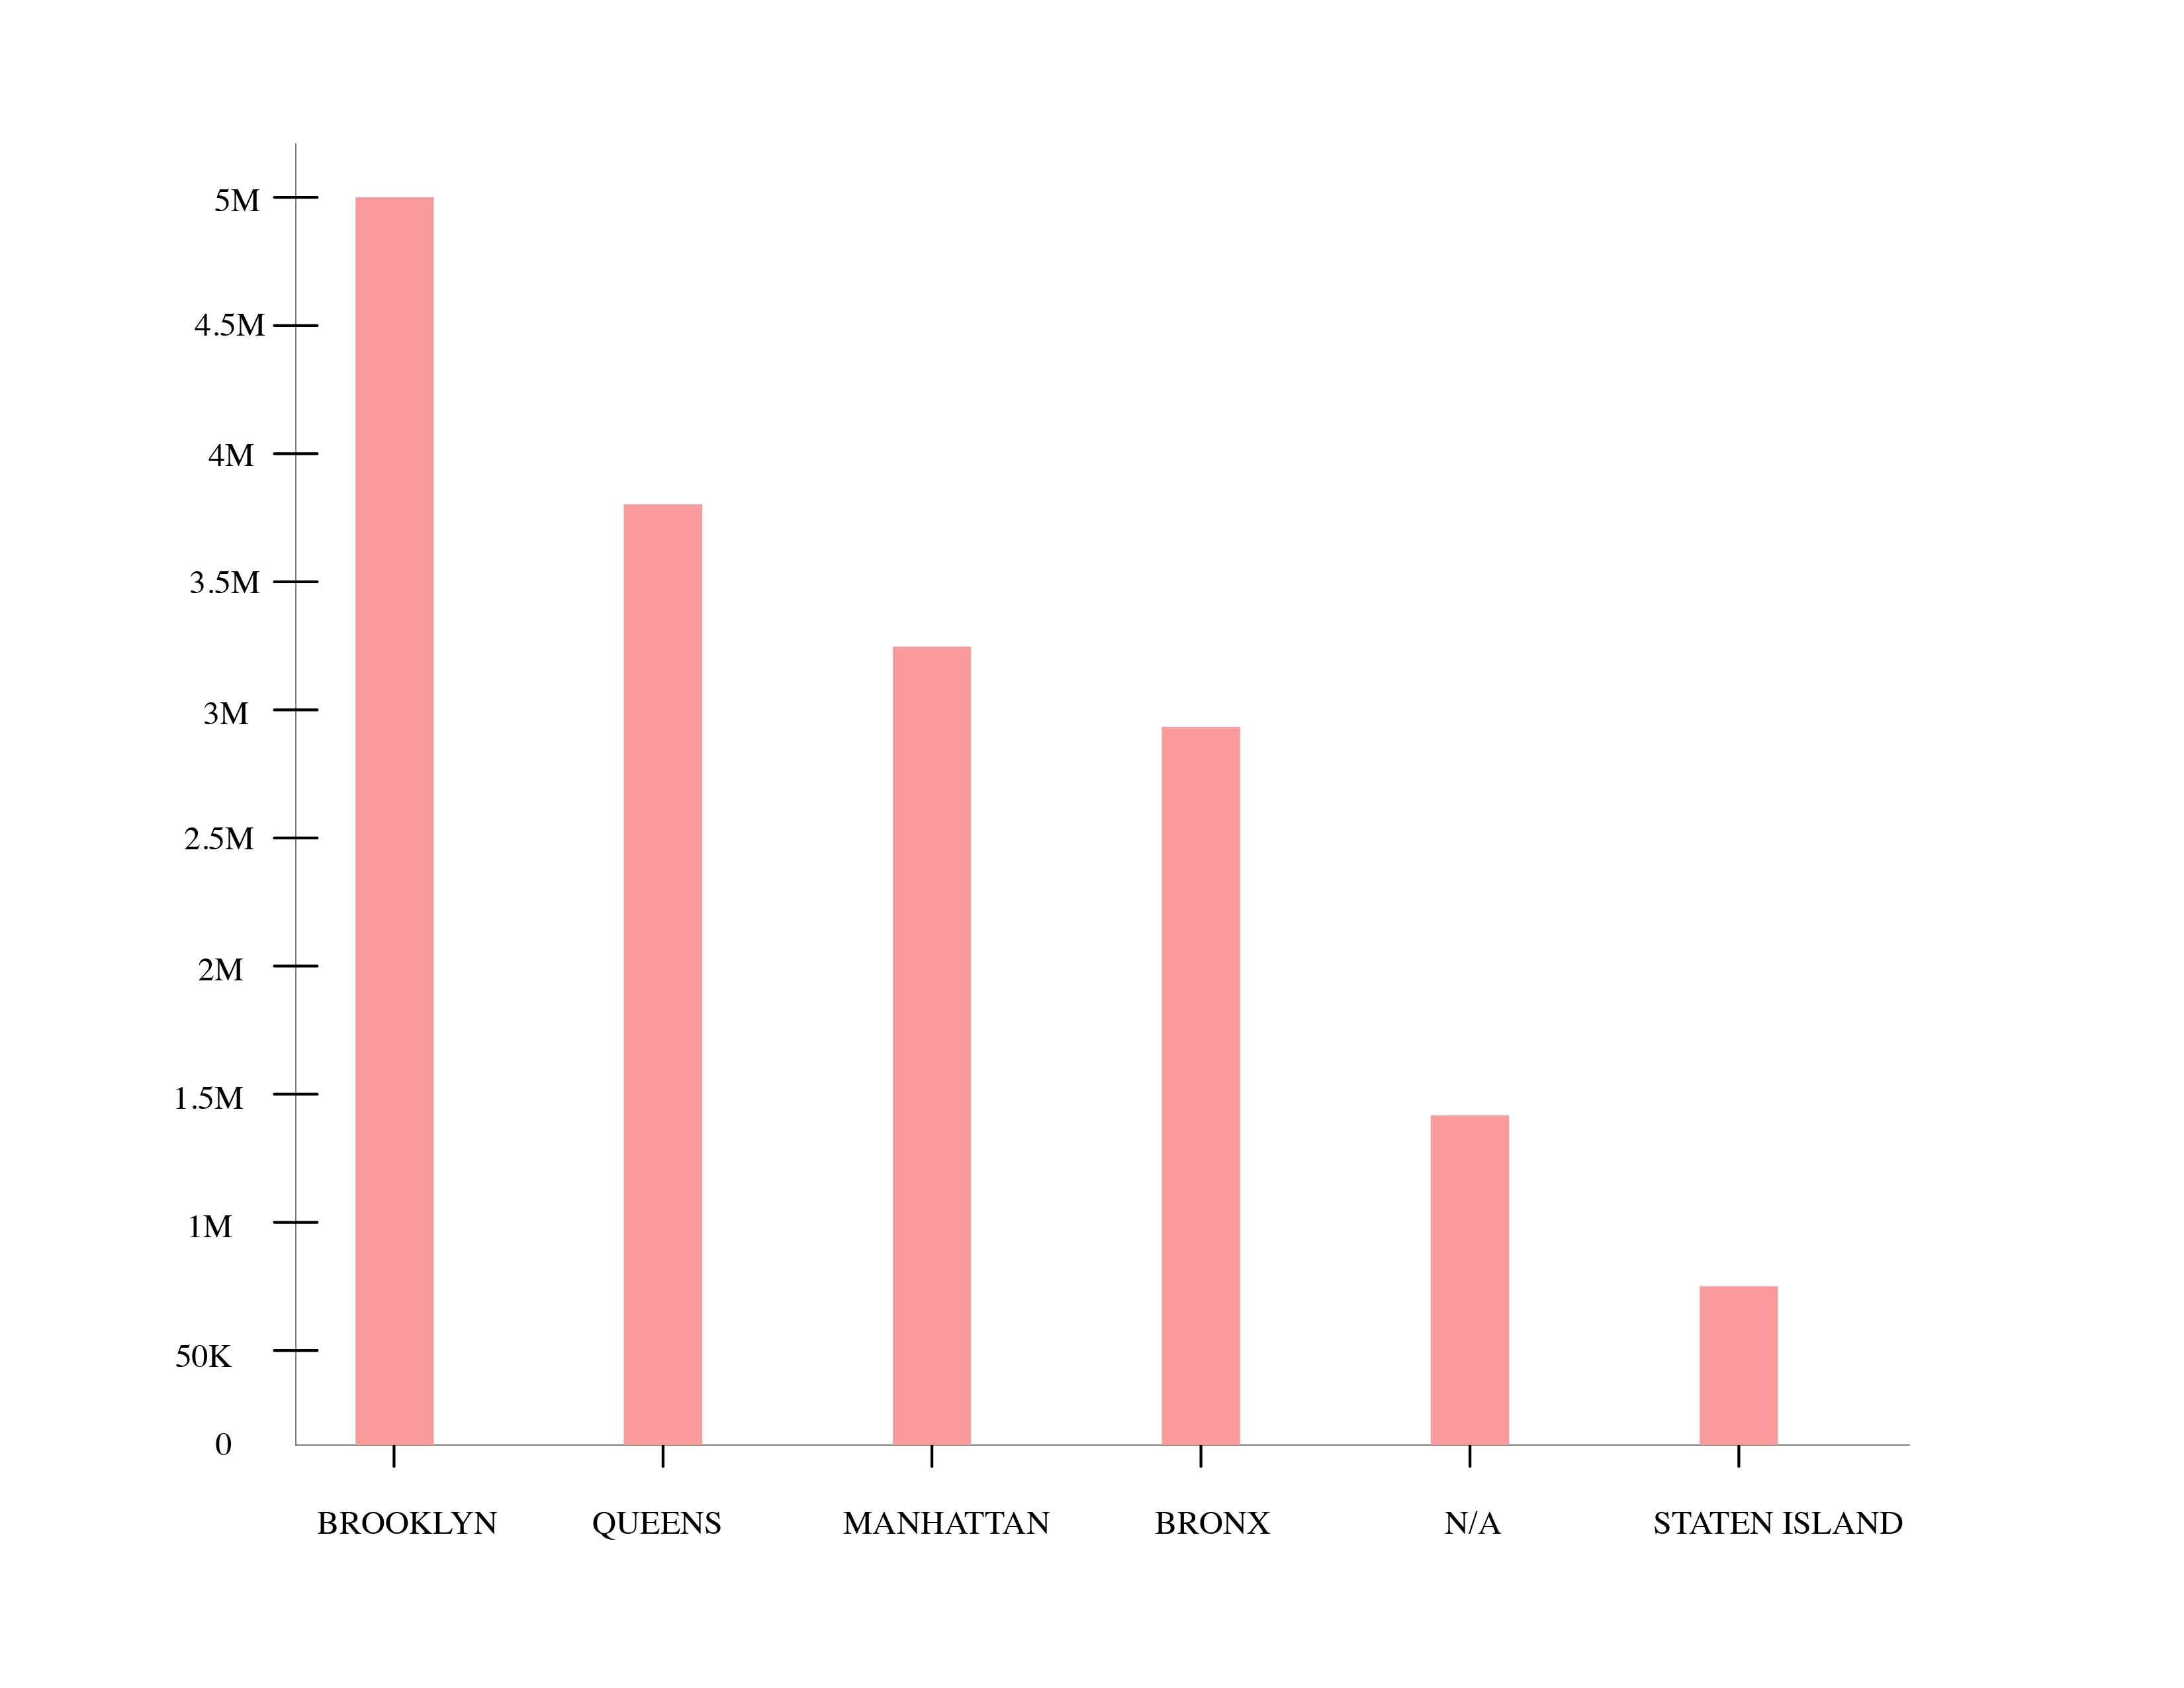 5M
4.5M
4M
3.5M
3M
2.5M
2M
1.5M
1M
50K
0
BROOKLYN QUEENS MANHATTAN BRONX N/A STATEN ISLAND